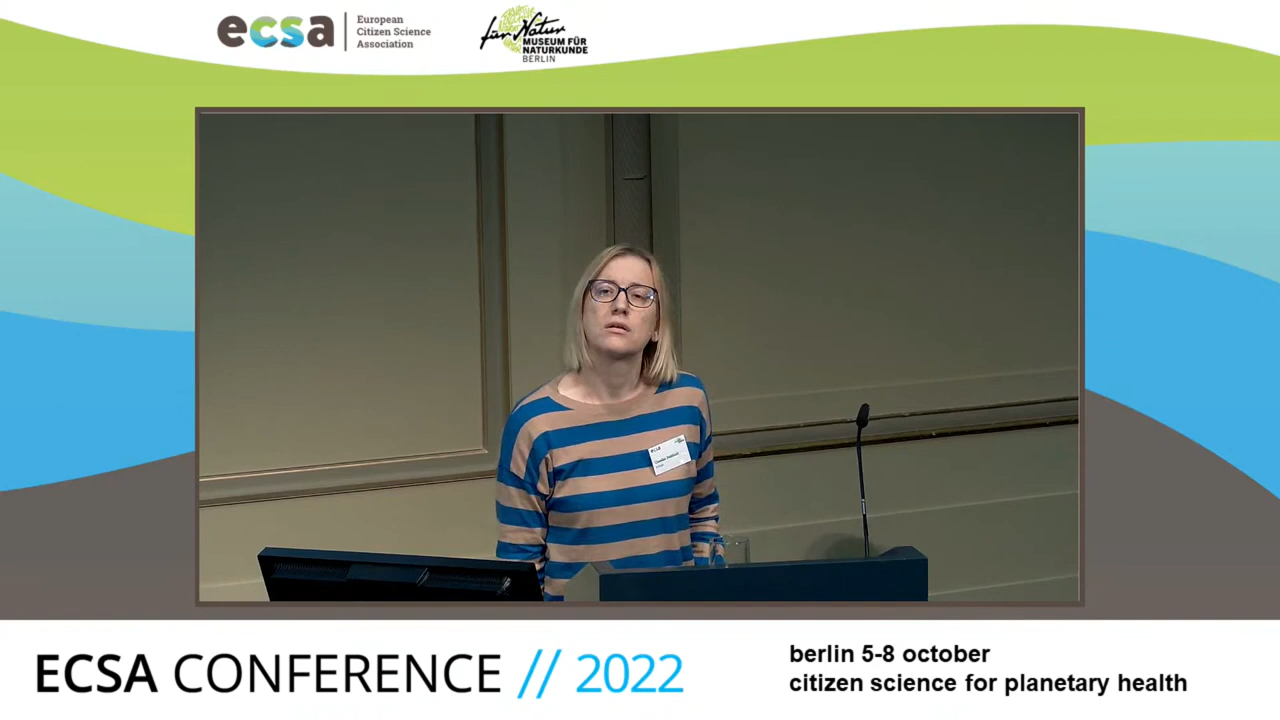 ecsa
European
Citizen Science
Association
für Natur
MUSEUM FÜR
NATURKUNDE
BERLIN
ecsa
ECSA CONFERENCE // 2022
berlin 5-8 october
citizen science for planetary health